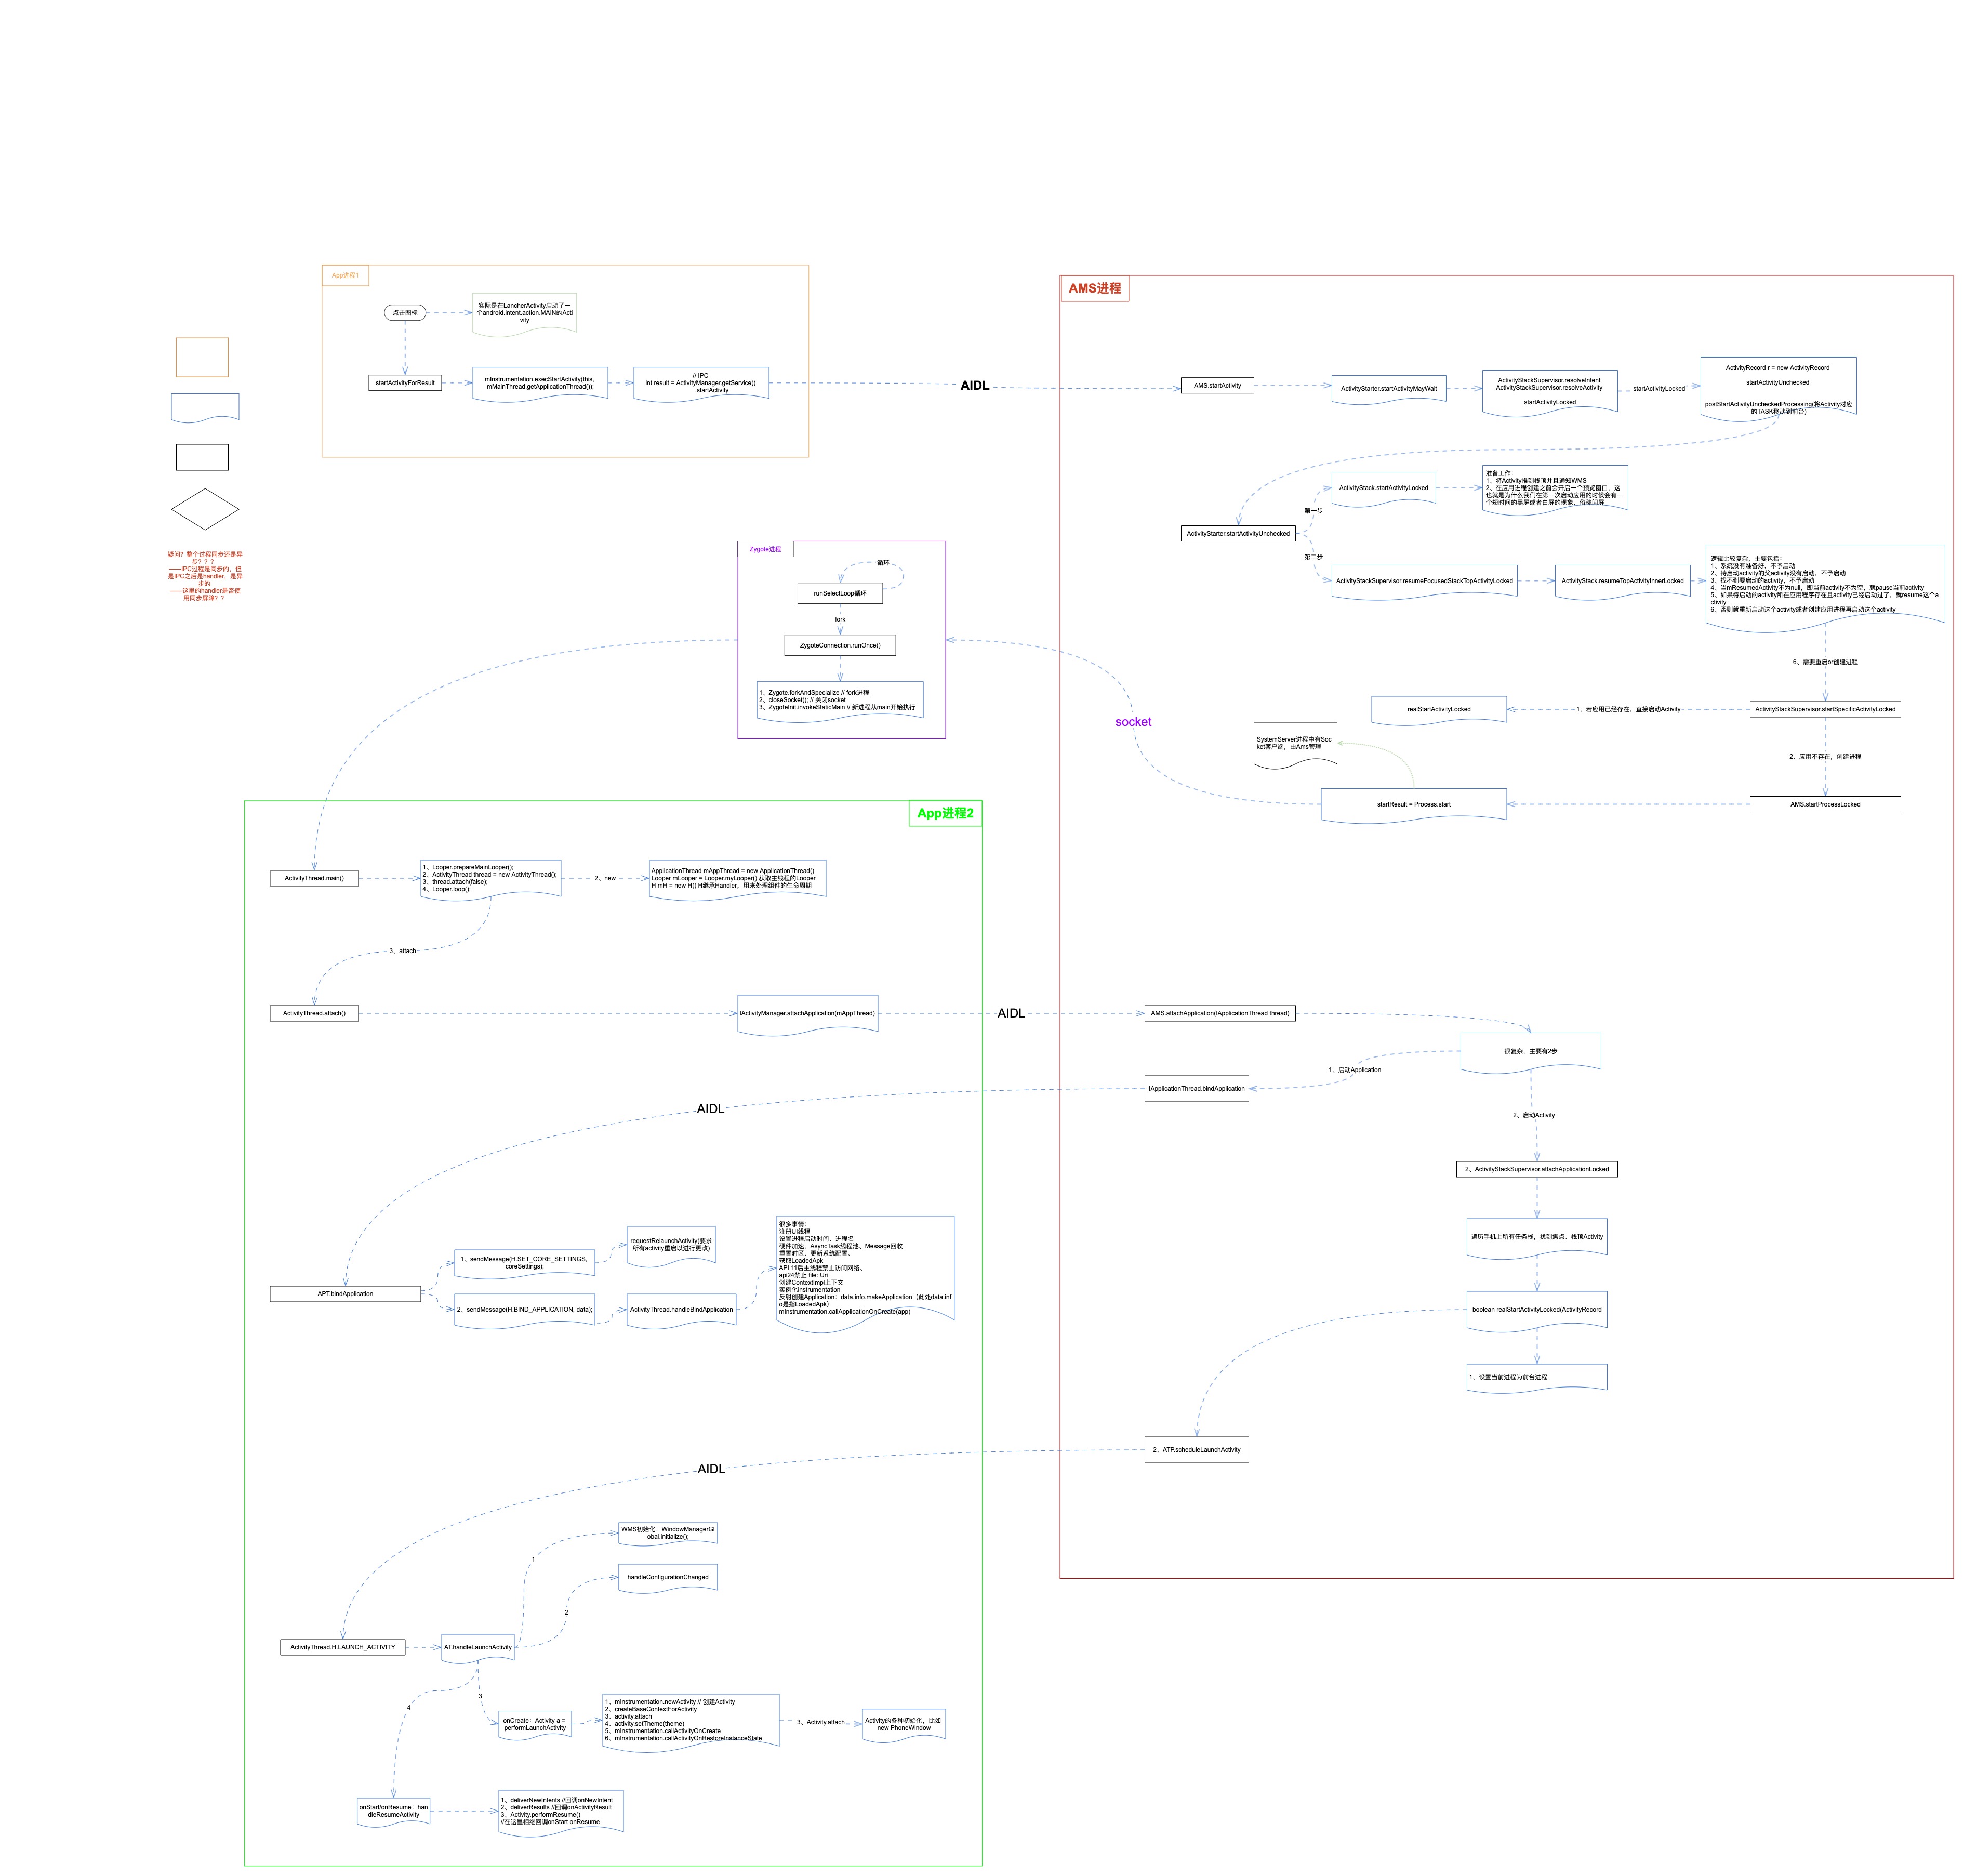 App进程1
点击图标
实际是在LancherActivity启动了一
个android.intent.action.MAIN的Acti
vity
startActivityForResult
mInstrumentation.execStartActivity(this,
mMainThread.getApplicationThread());
// IPC
int result = ActivityManager.getService()
.startActivity
AIDL
AMS进程
AMS.startActivity
ActivityStarter.startActivityMayWait
ActivityStackSupervisor.resolveIntent
ActivityStackSupervisor.resolveActivity
startActivityLocked
startActivityLocked
ActivityRecord r = new ActivityRecord
startActivityUnchecked
postStartActivityUncheckedProcessing(将Activity对应
的TASK移动到前台)
ActivityStarter.startActivityUnchecked
第一步
ActivityStack.startActivityLocked
准备工作：
1、将Activity推到栈顶并且通知WMS
2、在应用进程创建之前会开启一个预览窗口，这
也就是为什么我们在第一次启动应用的时候会有一
个短时间的黑屏或者白屏的现象，俗称闪屏
第二步
ActivityStackSupervisor.resumeFocusedStackTopActivityLocked
ActivityStack.resumeTopActivityInnerLocked
逻辑比较复杂，主要包括：
1、系统没有准备好，不予启动
2、待启动activity的父activity没有启动，不予启动
3、找不到要启动的activity，不予启动
4、当mResumedActivity不为null，即当前activity不为空，就pause当前activity
5、如果待启动的activity所在应用程序存在且activity已经启动过了，就resume这个a
ctivity
6、否则就重新启动这个activity或者创建应用进程再启动这个activity
6、需要重启or创建进程
ActivityStackSupervisor.startSpecificActivityLocked
1、若应用已经存在，直接启动Activity
realStartActivityLocked
2、应用不存在，创建进程
AMS.startProcessLocked
startResult = Process.start
SystemServer进程中有Soc
ket客户端，由Ams管理
socket
疑问？整个过程同步还是异
步？？？
——IPC过程是同步的，但
是IPC之后是handler，是异
步的
——这里的handler是否使
用同步屏障？？
Zygote进程
循环
runSelectLoop循环
fork
ZygoteConnection.runOnce()
1、Zygote.forkAndSpecialize // fork进程
2、closeSocket(); // 关闭socket
3、ZygoteInit.invokeStaticMain // 新进程从main开始执行
App进程2
ActivityThread.main()
1、Looper.prepareMainLooper();
2、ActivityThread thread = new ActivityThread();
3、thread.attach(false);
4、Looper.loop();
2、new
ApplicationThread mAppThread = new ApplicationThread()
Looper mLooper = Looper.myLooper() 获取主线程的Looper
H mH = new H() H继承Handler，用来处理组件的生命周期
3、attach
ActivityThread.attach()
IActivityManager.attachApplication(mAppThread)
AIDL
AMS.attachApplication(IApplicationThread thread)
很复杂，主要有2步
1、启动Application
IApplicationThread.bindApplication
AIDL
2、启动Activity
2、ActivityStackSupervisor.attachApplicationLocked
遍历手机上所有任务栈，找到焦点、栈顶Activity
boolean realStartActivityLocked(ActivityRecord
1、设置当前进程为前台进程
2、ATP.scheduleLaunchActivity
AIDL
APT.bindApplication
1、sendMessage(H.SET_CORE_SETTINGS,
coreSettings);
requestRelaunchActivity(要求
所有activity重启以进行更改)
2、sendMessage(H.BIND_APPLICATION, data);
ActivityThread.handleBindApplication
很多事情：
注册UI线程
设置进程启动时间、进程名
硬件加速、AsyncTask线程池、Message回收
重置时区、更新系统配置、
获取LoadedApk
API 11后主线程禁止访问网络、
api24禁止 file: Uri
创建ContextImpl上下文
实例化instrumentation
反射创建Application：data.info.makeApplication（此处data.inf
o是指LoadedApk）
mInstrumentation.callApplicationOnCreate(app)
ActivityThread.H.LAUNCH_ACTIVITY
AT.handleLaunchActivity
1
WMS初始化：WindowManagerGl
obal.initialize();
2
handleConfigurationChanged
3
onCreate：Activity a =
performLaunchActivity
1、mInstrumentation.newActivity // 创建Activity
2、createBaseContextForActivity
3、activity.attach
4、activity.setTheme(theme)
5、mInstrumentation.callActivityOnCreate
6、mInstrumentation.callActivityOnRestoreInstanceState
3、Activity.attach
Activity的各种初始化，比如
new PhoneWindow
4
onStart/onResume：han
dleResumeActivity
1、deliverNewIntents //回调onNewIntent
2、deliverResults //回调onActivityResult
3、Activity.performResume()
//在这里相继回调onStart onResume